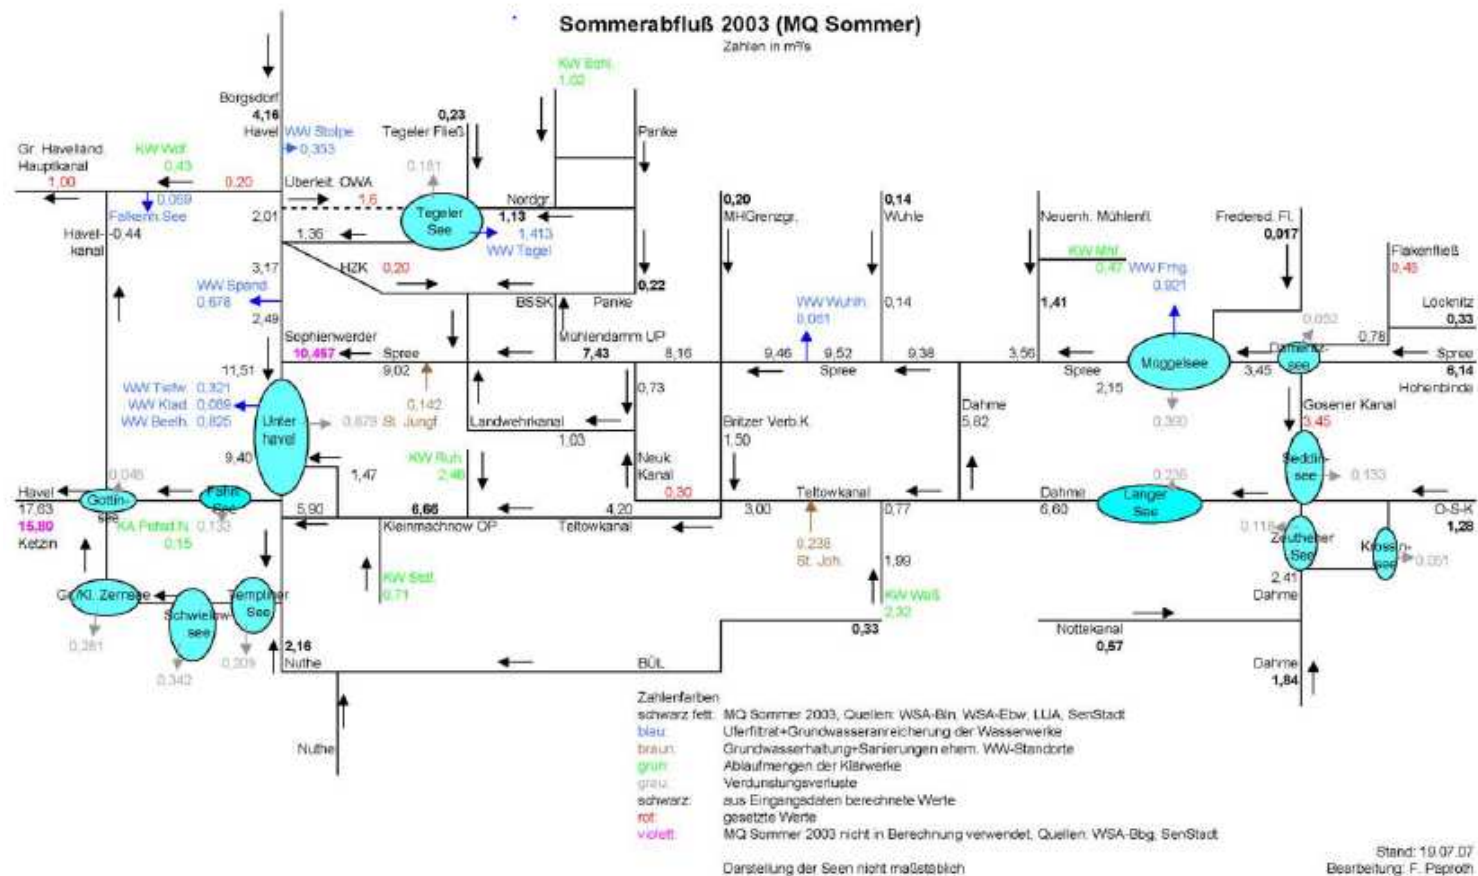 Sommerabfluß 2003 (MQ Sommer)
Zahlen in m³/s
KW Schl.
1,02
Borgsdorf
4,16
Havel
WW Stolpe
0,353
0,23
Tegeler Fließ
Panke
Gr. Havelländ.
Hauptkanal
1,00
KW Wdf.
0,43
0,20
Überleit. OWA
1,6
0,181
Nordgr.
1,13
Tegeler
See
1,413
WW Tegel
0,069
Falkenh.See
2,01
Havel-
kanal
-0,44
1,36
3,17
HZK
0,20
BSSK
Panke
0,22
WW Spand.
0,678
2,49
0,20
MHGrenzgr.
0,14
Wuhle
Neuenh. Mühlenfl.
KW Mhf.
0,47
1,41
Fredersd. Fl.
0,017
WW Frhg.
0,921
Flakenfließ
0,45
Löcknitz
0,33
WW Wuhlh.
0,061
0,14
0,052
0,78
Sophienwerder
10,457
Spree
9,02
Mühlendamm UP
7,43
8,16
9,46
9,52
9,38
Spree
3,56
Spree
2,15
Müggelsee
3,45
Dämeritz-
see
Spree
6,14
Hohenbinde
11,51
WW Tiefw. 0,321
WW Klad. 0,089
WW Beelh. 0,825
0,142
St. Jungf.
0,73
0,390
Gosener Kanal
3,45
Unter
havel
0,679
Landwehrkanal
1,03
Britzer Verb.K
1,50
Dahme
5,82
9,40
1,47
KW Ruh.
2,46
Neuk.
Kanal
0,30
Seddin-
see
0,133
0,236
0,046
Havel
17,63
15,80
Ketzin
Göttin-
see
Fahrl.
See
0,133
KA Potsd.N.
0,15
5,90
6,66
Kleinmachnow OP
4,20
Teltowkanal
3,00
Teltowkanal
0,77
Dahme
6,60
Langer
See
O-S-K
1,28
0,238
St. Joh.
1,99
0,118
Zeuthener
See
Krossin-
see
0,051
2,41
Dahme
KW Stdf.
0,71
KW Waß.
2,32
Gr./Kl. Zernsee
Schwielow-
see
Templiner
See
0,281
0,342
0,209
2,16
Nuthe
BÜL
0,33
Nottekanal
0,57
Dahme
1,84
Nuthe
Zahlenfarben
schwarz fett: MQ Sommer 2003, Quellen: WSA-Bln, WSA-Ebw, LUA, SenStadt
blau: Uferfiltrat+Grundwasseranreicherung der Wasserwerke
braun: Grundwasserhaltung+Sanierungen ehem. WW-Standorte
grün: Ablaufmengen der Klärwerke
grau: Verdunstungsverluste
schwarz: aus Eingangsdaten berechnete Werte
rot: gesetzte Werte
violett: MQ Sommer 2003 nicht in Berechnung verwendet, Quellen: WSA-Bbg, SenStadt
Darstellung der Seen nicht maßstäblich
Stand: 19.07.07
Bearbeitung: F. Paproth